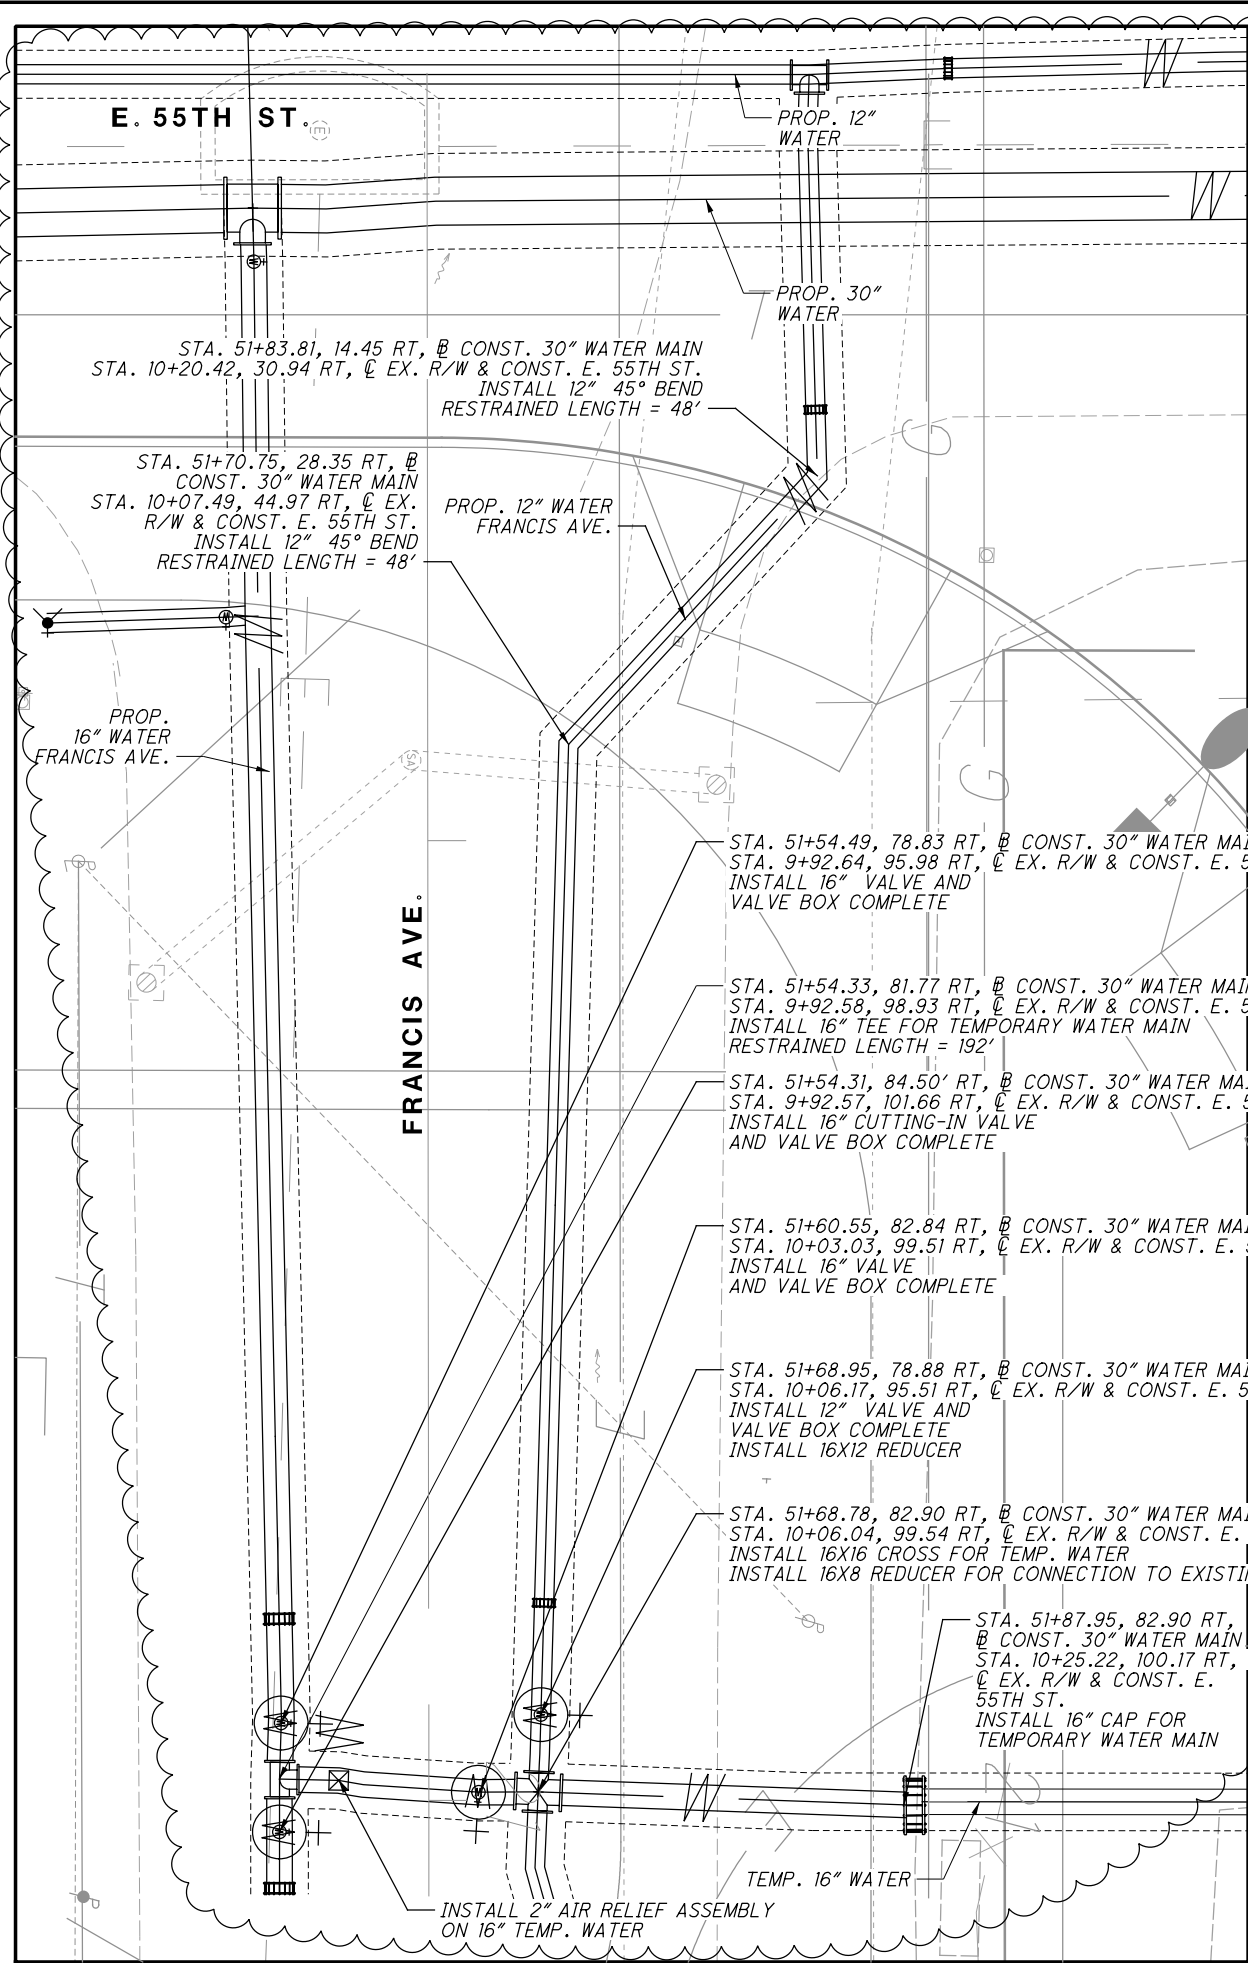 E. 55TH ST.
PROP. 12"
WATER
PROP. 30"
WATER
STA. 51+83.81, 14.45 RT, ⅊ CONST. 30" WATER MAIN
STA. 10+20.42, 30.94 RT, ℄ EX. R/W & CONST. E. 55TH ST.
INSTALL 12" 45° BEND
RESTRAINED LENGTH = 48'
STA. 51+70.75, 28.35 RT, B
CONST. 30" WATER MAIN
STA. 10+07.49, 44.97 RT, ℄ EX.
R/W & CONST. E. 55TH ST.
INSTALL 12" 45° BEND
RESTRAINED LENGTH = 48'
PROP. 12" WATER
FRANCIS AVE.
PROP.
16" WATER
FRANCIS AVE.
FRANCIS AVE.
STA. 51+54.49, 78.83 RT, B CONST. 30" WATER MAI
STA. 9+92.64, 95.98 RT, ℄ EX. R/W & CONST. E. 5
INSTALL 16" VALVE AND
VALVE BOX COMPLETE
STA. 51+54.33, 81.77 RT, B CONST. 30" WATER MAI
STA. 9+92.58, 98.93 RT, ℄ EX. R/W & CONST. E. 5
INSTALL 16" TEE FOR TEMPORARY WATER MAIN
RESTRAINED LENGTH = 192'
STA. 51+54.31, 84.50' RT, B CONST. 30" WATER MA
STA. 9+92.57, 101.66 RT, ℄ EX. R/W & CONST. E. 5
INSTALL 16" CUTTING-IN VALVE
AND VALVE BOX COMPLETE
STA. 51+60.55, 82.84 RT, B CONST. 30" WATER MA
STA. 10+03.03, 99.51 RT, ℄ EX. R/W & CONST. E.
INSTALL 16" VALVE
AND VALVE BOX COMPLETE
STA. 51+68.95, 78.88 RT, B CONST. 30" WATER MAI
STA. 10+06.17, 95.51 RT, ℄ EX. R/W & CONST. E. 5
INSTALL 12" VALVE AND
VALVE BOX COMPLETE
INSTALL 16X12 REDUCER
STA. 51+68.78, 82.90 RT, B CONST. 30" WATER MA
STA. 10+06.04, 99.54 RT, ℄ EX. R/W & CONST. E.
INSTALL 16X16 CROSS FOR TEMP. WATER
INSTALL 16X8 REDUCER FOR CONNECTION TO EXISTI
STA. 51+87.95, 82.90 RT,
B CONST. 30" WATER MAIN
STA. 10+25.22, 100.17 RT,
℄ EX. R/W & CONST. E.
55TH ST.
INSTALL 16" CAP FOR
TEMPORARY WATER MAIN
TEMP. 16" WATER
INSTALL 2" AIR RELIEF ASSEMBLY
ON 16" TEMP. WATER
G
G
E
SA
P
P
P